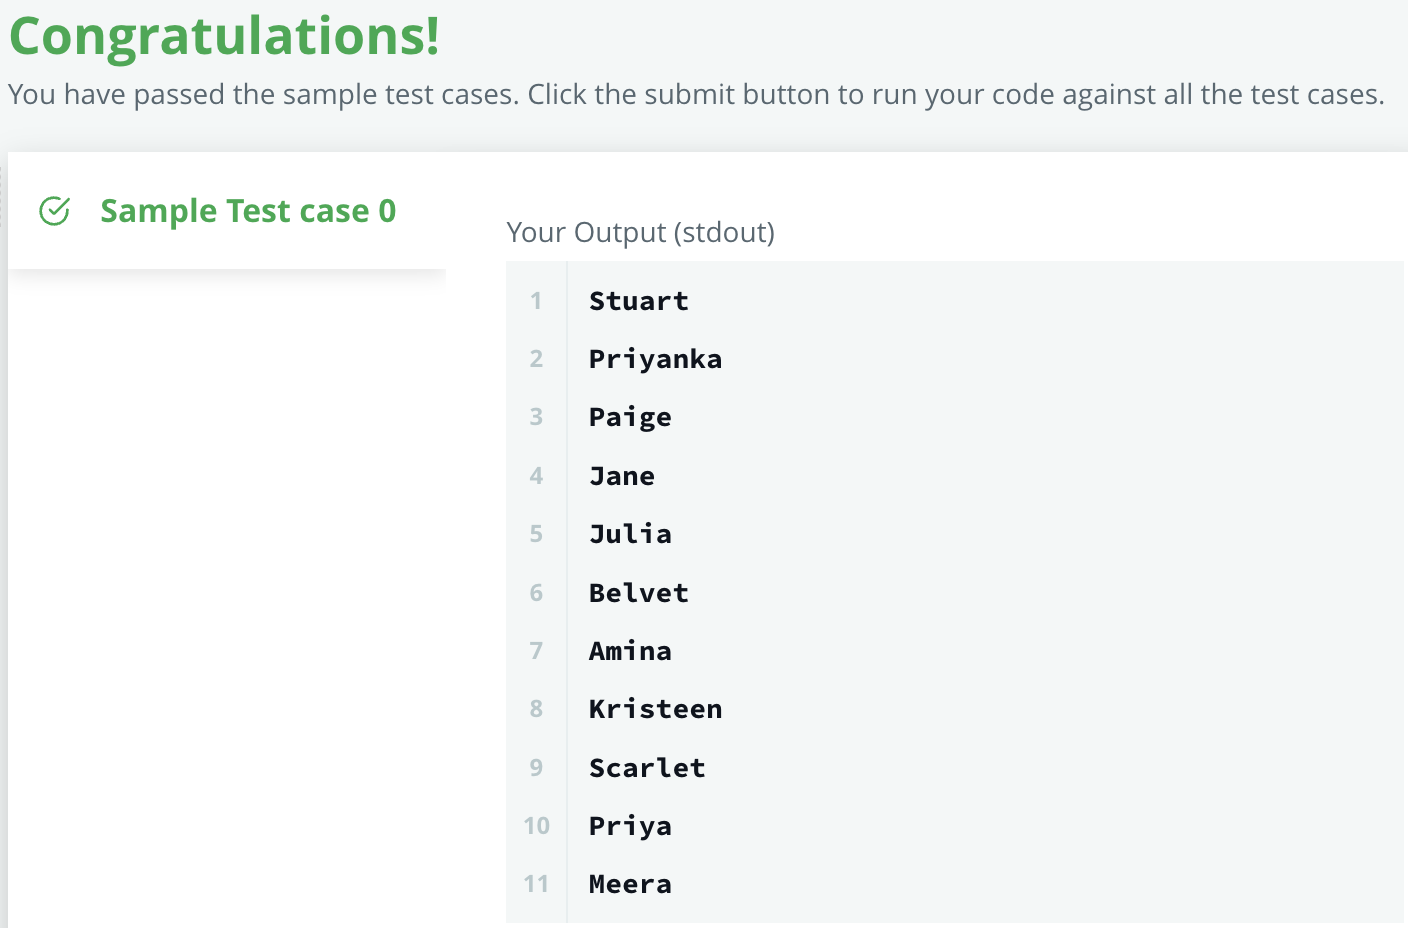 Congratulations!
You have passed the sample test cases. Click the submit button to run your code against all the test cases.
Sample Test case 0
Your Output (stdout)
1 Stuart
2 Priyanka
3 Paige
4 Jane
5 Julia
6 Belvet
7 Amina
8 Kristeen
9 Scarlet
10 Priya
11 Meera